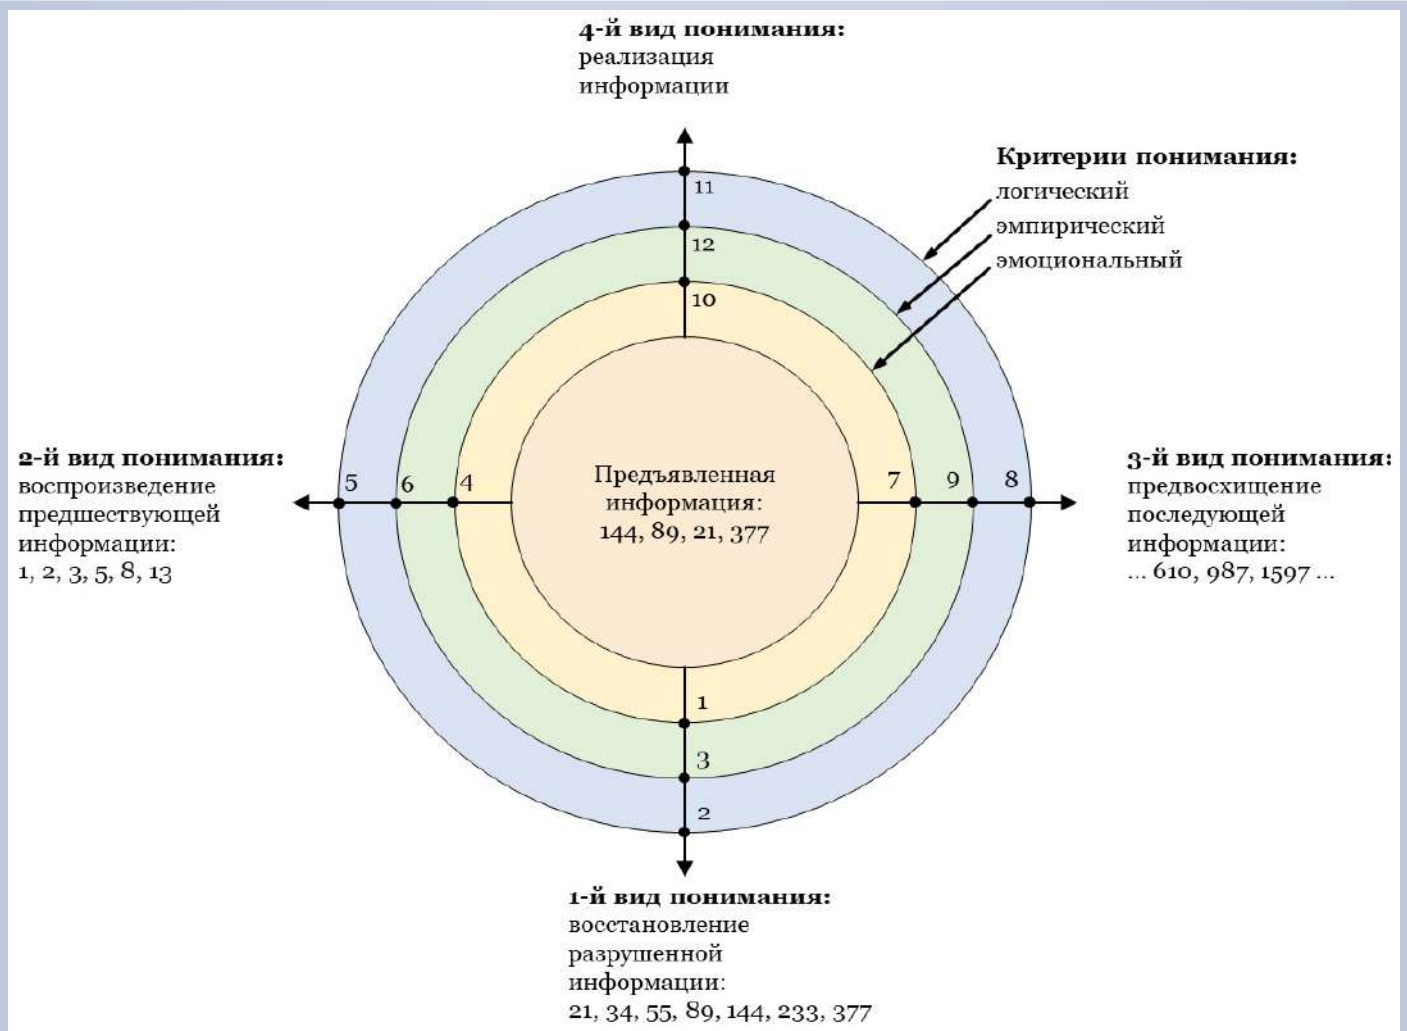 4-й вид понимания:
реализация
информации
Критерии понимания:
логический
эмпирический
эмоциональный
11
12
10
2-й вид понимания:
воспроизведение
предшествующей
информации:
1, 2, 3, 5, 8, 13
5
6
4
Предъявленная
информация:
144, 89, 21, 377
7
9
8
3-й вид понимания:
предвосхищение
последующей
информации:
... 610, 987, 1597 ...
1
3
2
1-й вид понимания:
восстановление
разрушенной
информации:
21, 34, 55, 89, 144, 233, 377